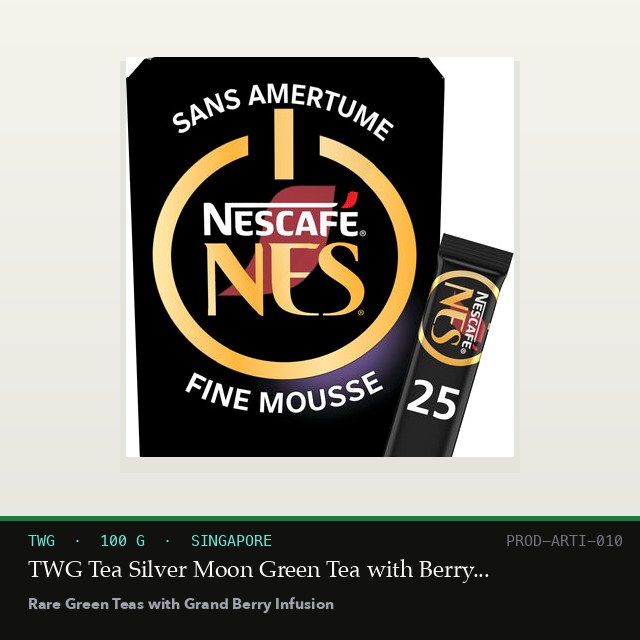 SANS AMERTUME
NESCAFÉ®
NES®
FINE MOUSSE
NESCAFÉ®
NES
25
TWG · 100 G · SINGAPORE
PROD–ARTI–010
TWG Tea Silver Moon Green Tea with Berry...
Rare Green Teas with Grand Berry Infusion